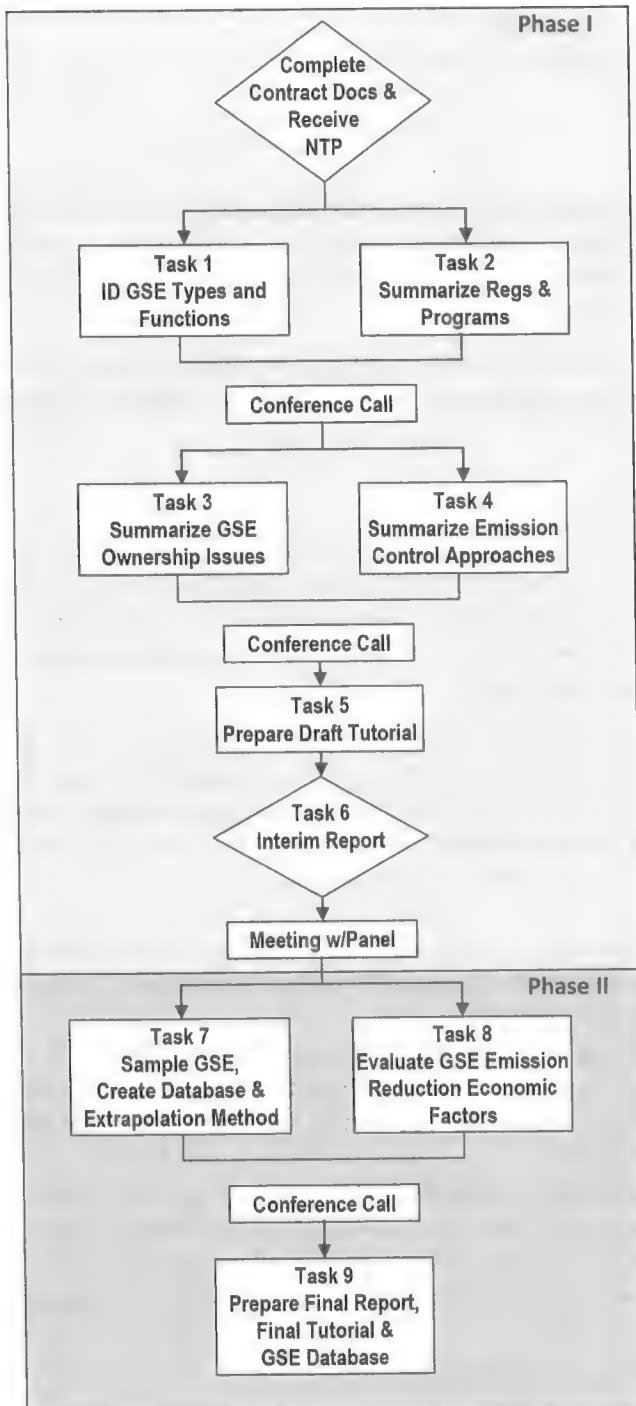 Phase I
Complete
Contract Docs &
Receive
NTP
Task 1
ID GSE Types and
Functions
Task 2
Summarize Regs &
Programs
Conference Call
Task 3
Summarize GSE
Ownership Issues
Task 4
Summarize Emission
Control Approaches
Conference Call
Task 5
Prepare Draft Tutorial
Task 6
Interim Report
Meeting w/Panel
Phase II
Task 7
Sample GSE,
Create Database &
Extrapolation Method
Task 8
Evaluate GSE Emission
Reduction Economic
Factors
Conference Call
Task 9
Prepare Final Report,
Final Tutorial &
GSE Database